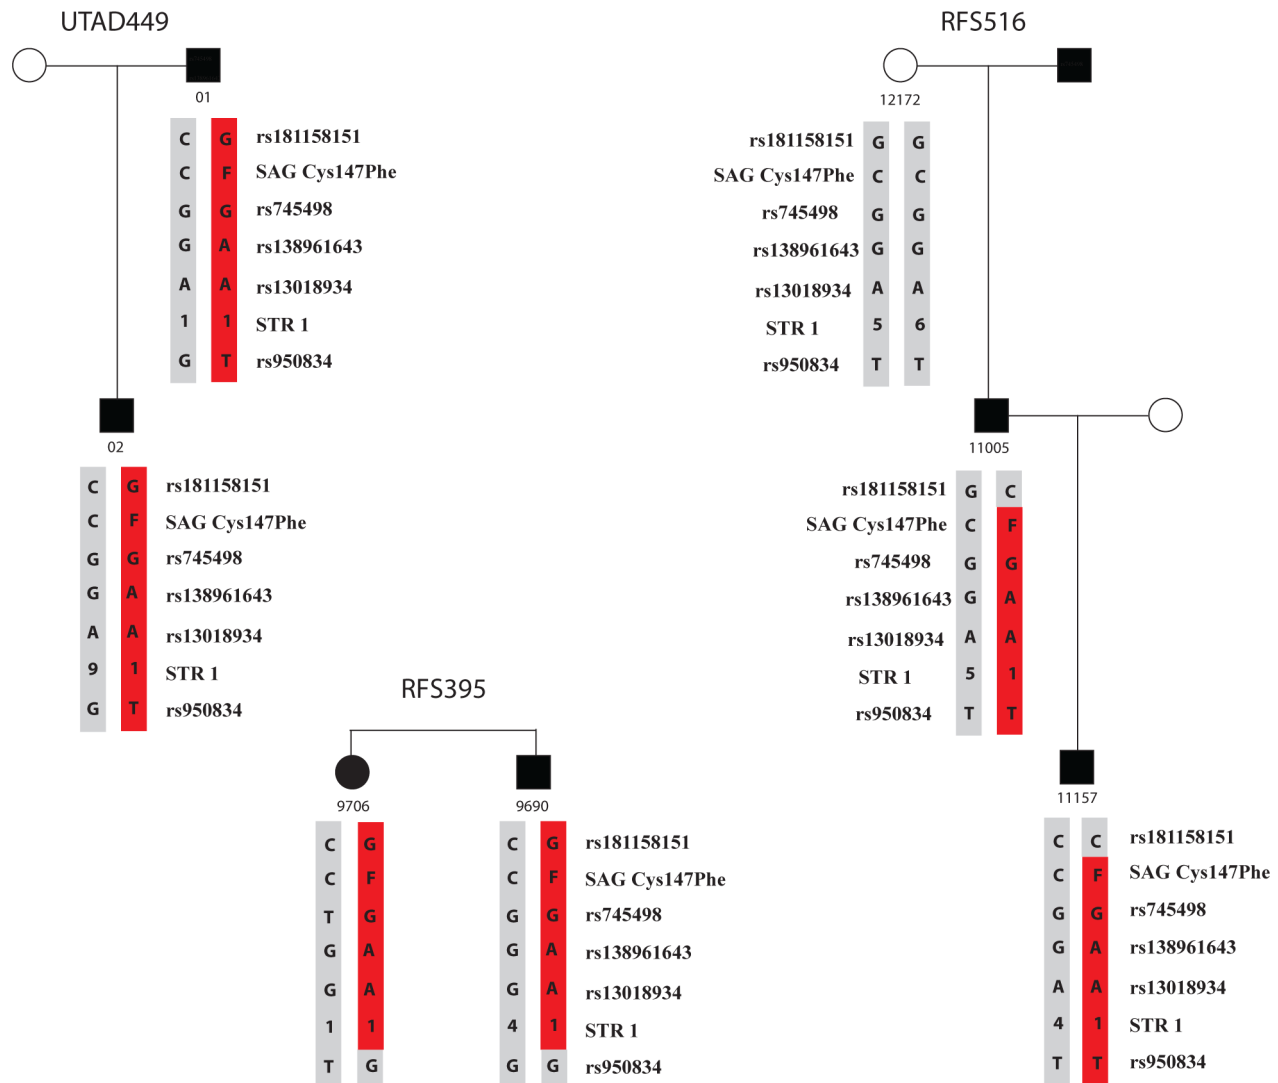 UTAD449
01
C G rs181158151
C F SAG Cys147Phe
G G rs745498
G A rs138961643
A A rs13018934
1 1 STR 1
G T rs950834
02
C G rs181158151
C F SAG Cys147Phe
G G rs745498
G A rs138961643
A A rs13018934
9 1 STR 1
G T rs950834
RFS395
9706 9690
C G C G rs181158151
C F C F SAG Cys147Phe
T G G G rs745498
G A G A rs138961643
G A G A rs13018934
1 1 4 1 STR 1
T G G G rs950834
RFS516
12172
rs181158151 G G
SAG Cys147Phe C C
rs745498 G G
rs138961643 G G
rs13018934 A A
STR 1 5 6
rs950834 T T
11005
rs181158151 G C
SAG Cys147Phe C F
rs745498 G G
rs138961643 G A
rs13018934 A A
STR 1 5 1
rs950834 T T
11157
C C rs181158151
C F SAG Cys147Phe
G G rs745498
G A rs138961643
A A rs13018934
4 1 STR 1
T T rs950834